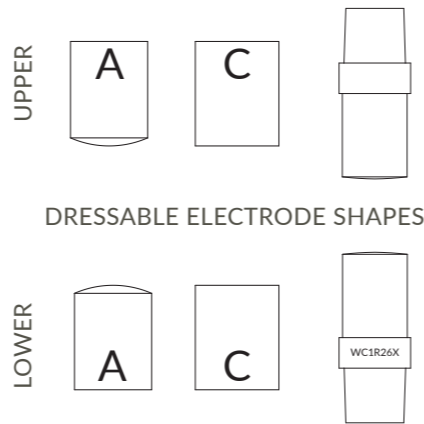 UPPER
A
C
DRESSABLE ELECTRODE SHAPES
LOWER
A
C
WC1R26X